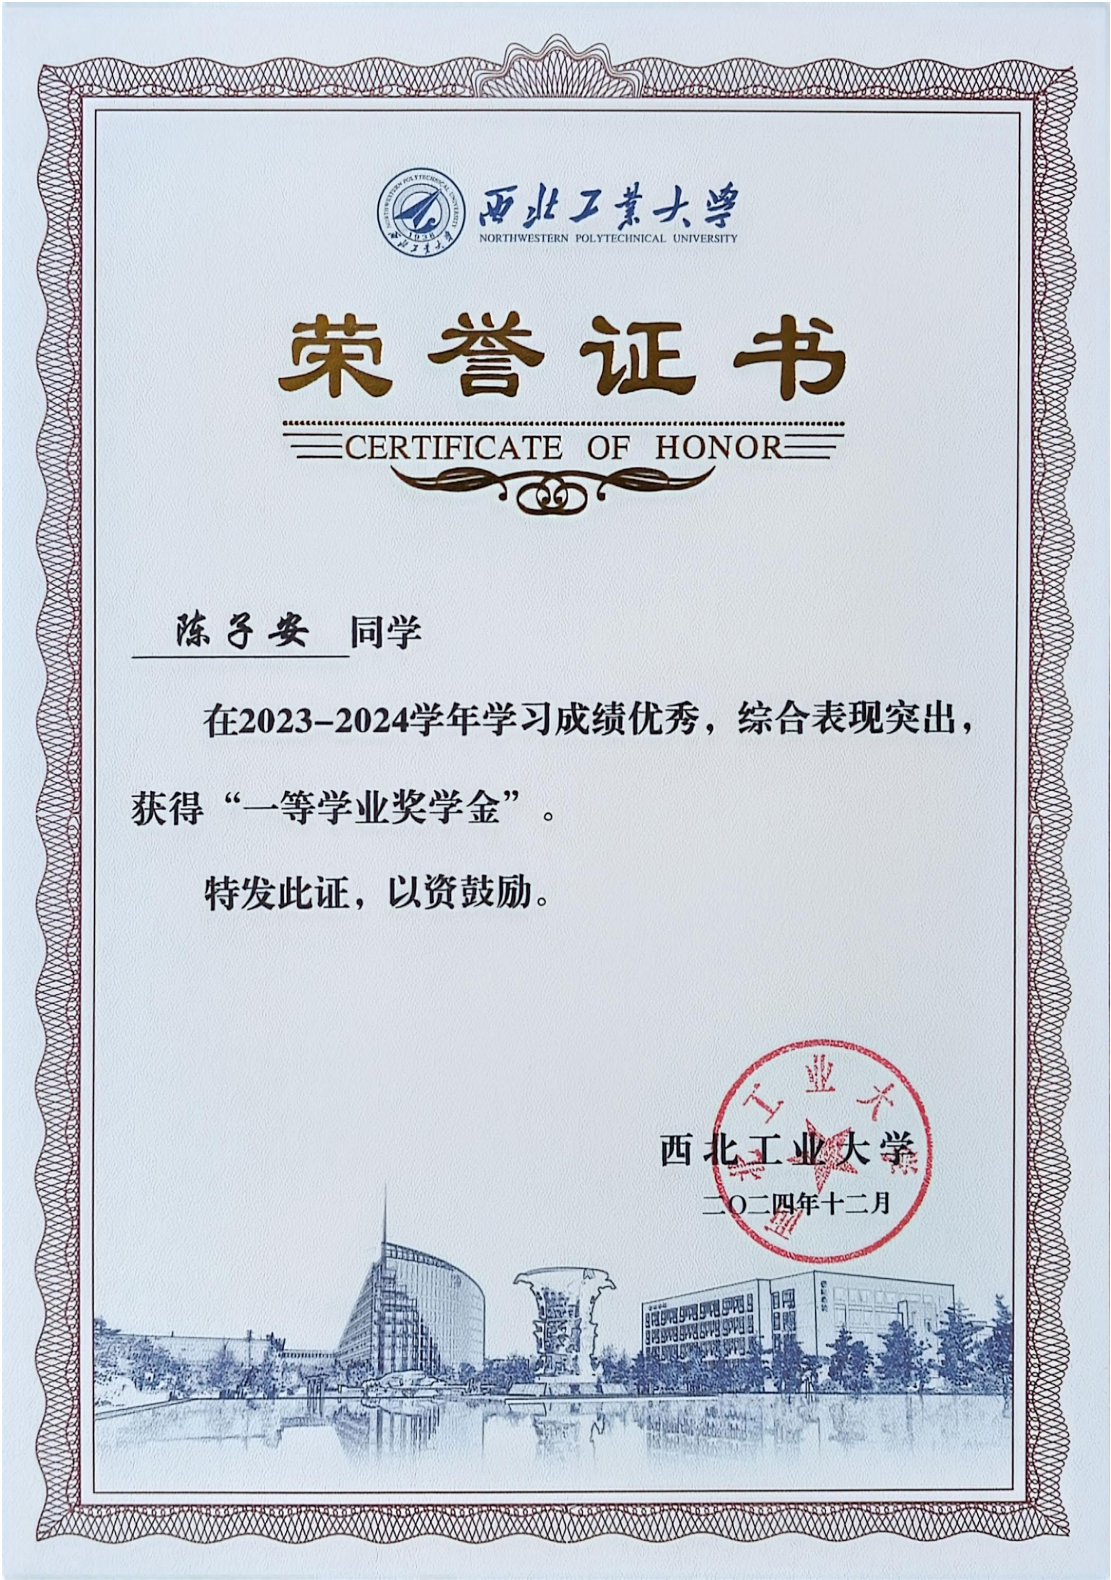 西北工業大学
NORTHWESTERN POLYTECHNICAL UNIVERSITY
荣誉证书
CERTIFICATE OF HONOR
陈子安 同学
在2023-2024学年学习成绩优秀，综合表现突出，
获得“一等学业奖学金”。
特发此证，以资鼓励。
西北工业大学
二〇二四年十二月